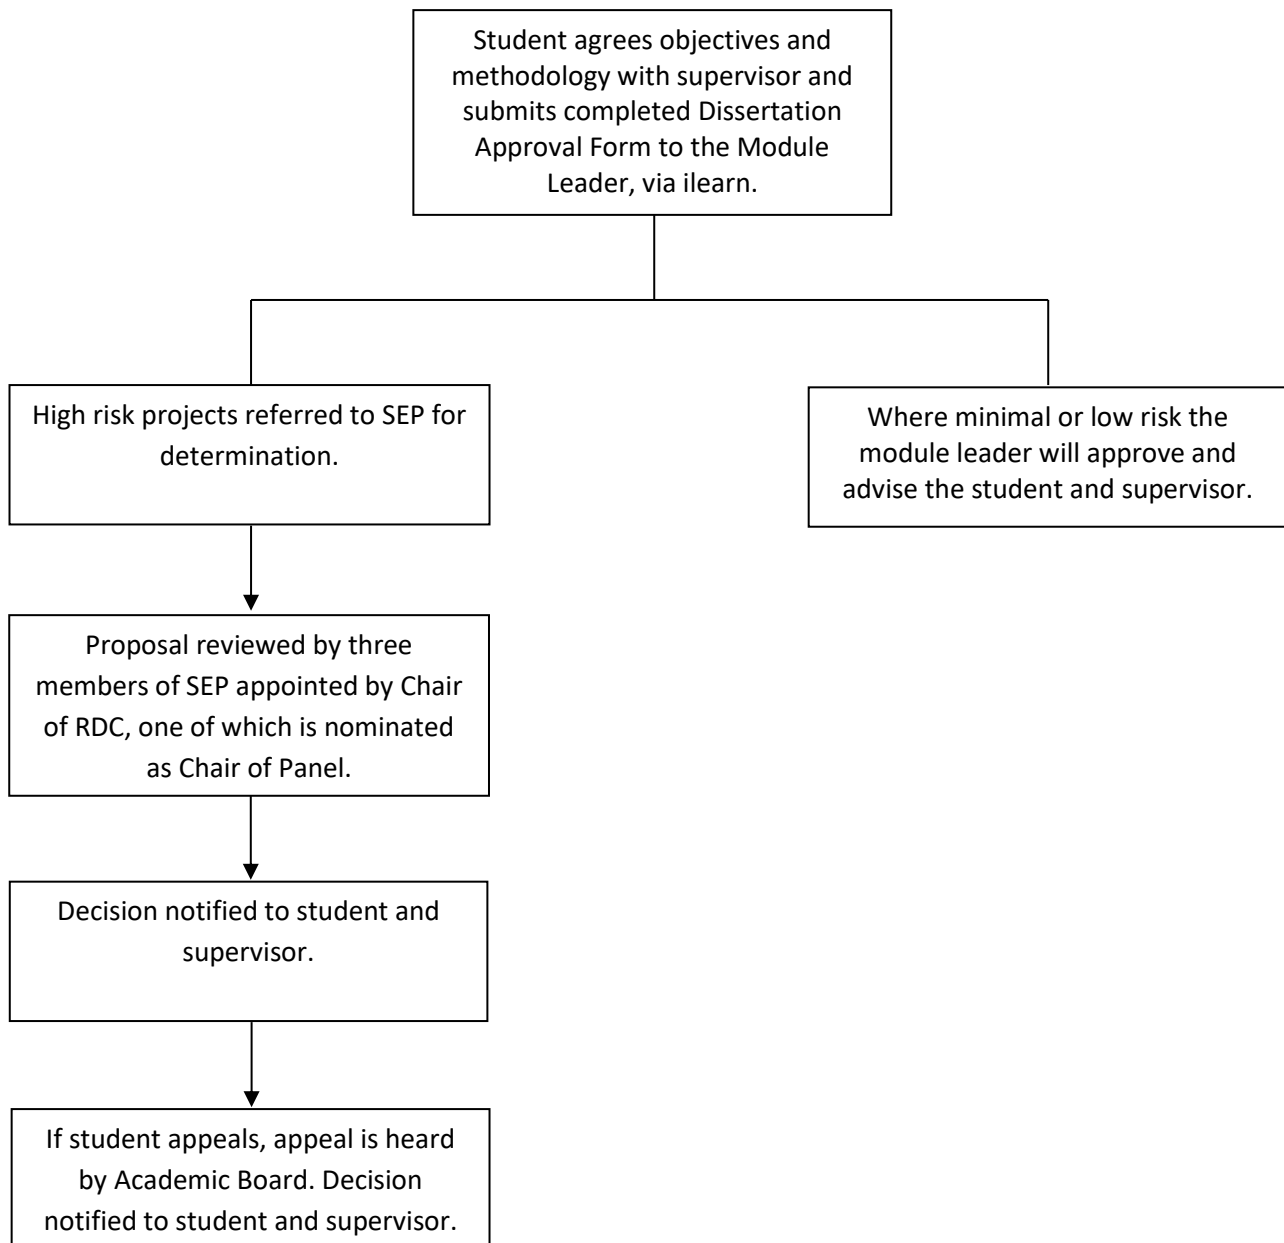 Student agrees objectives and
methodology with supervisor and
submits completed Dissertation
Approval Form to the Module
Leader, via ilearn.
High risk projects referred to SEP for
determination.
Where minimal or low risk the
module leader will approve and
advise the student and supervisor.
Proposal reviewed by three
members of SEP appointed by Chair
of RDC, one of which is nominated
as Chair of Panel.
Decision notified to student and
supervisor.
If student appeals, appeal is heard
by Academic Board. Decision
notified to student and supervisor.